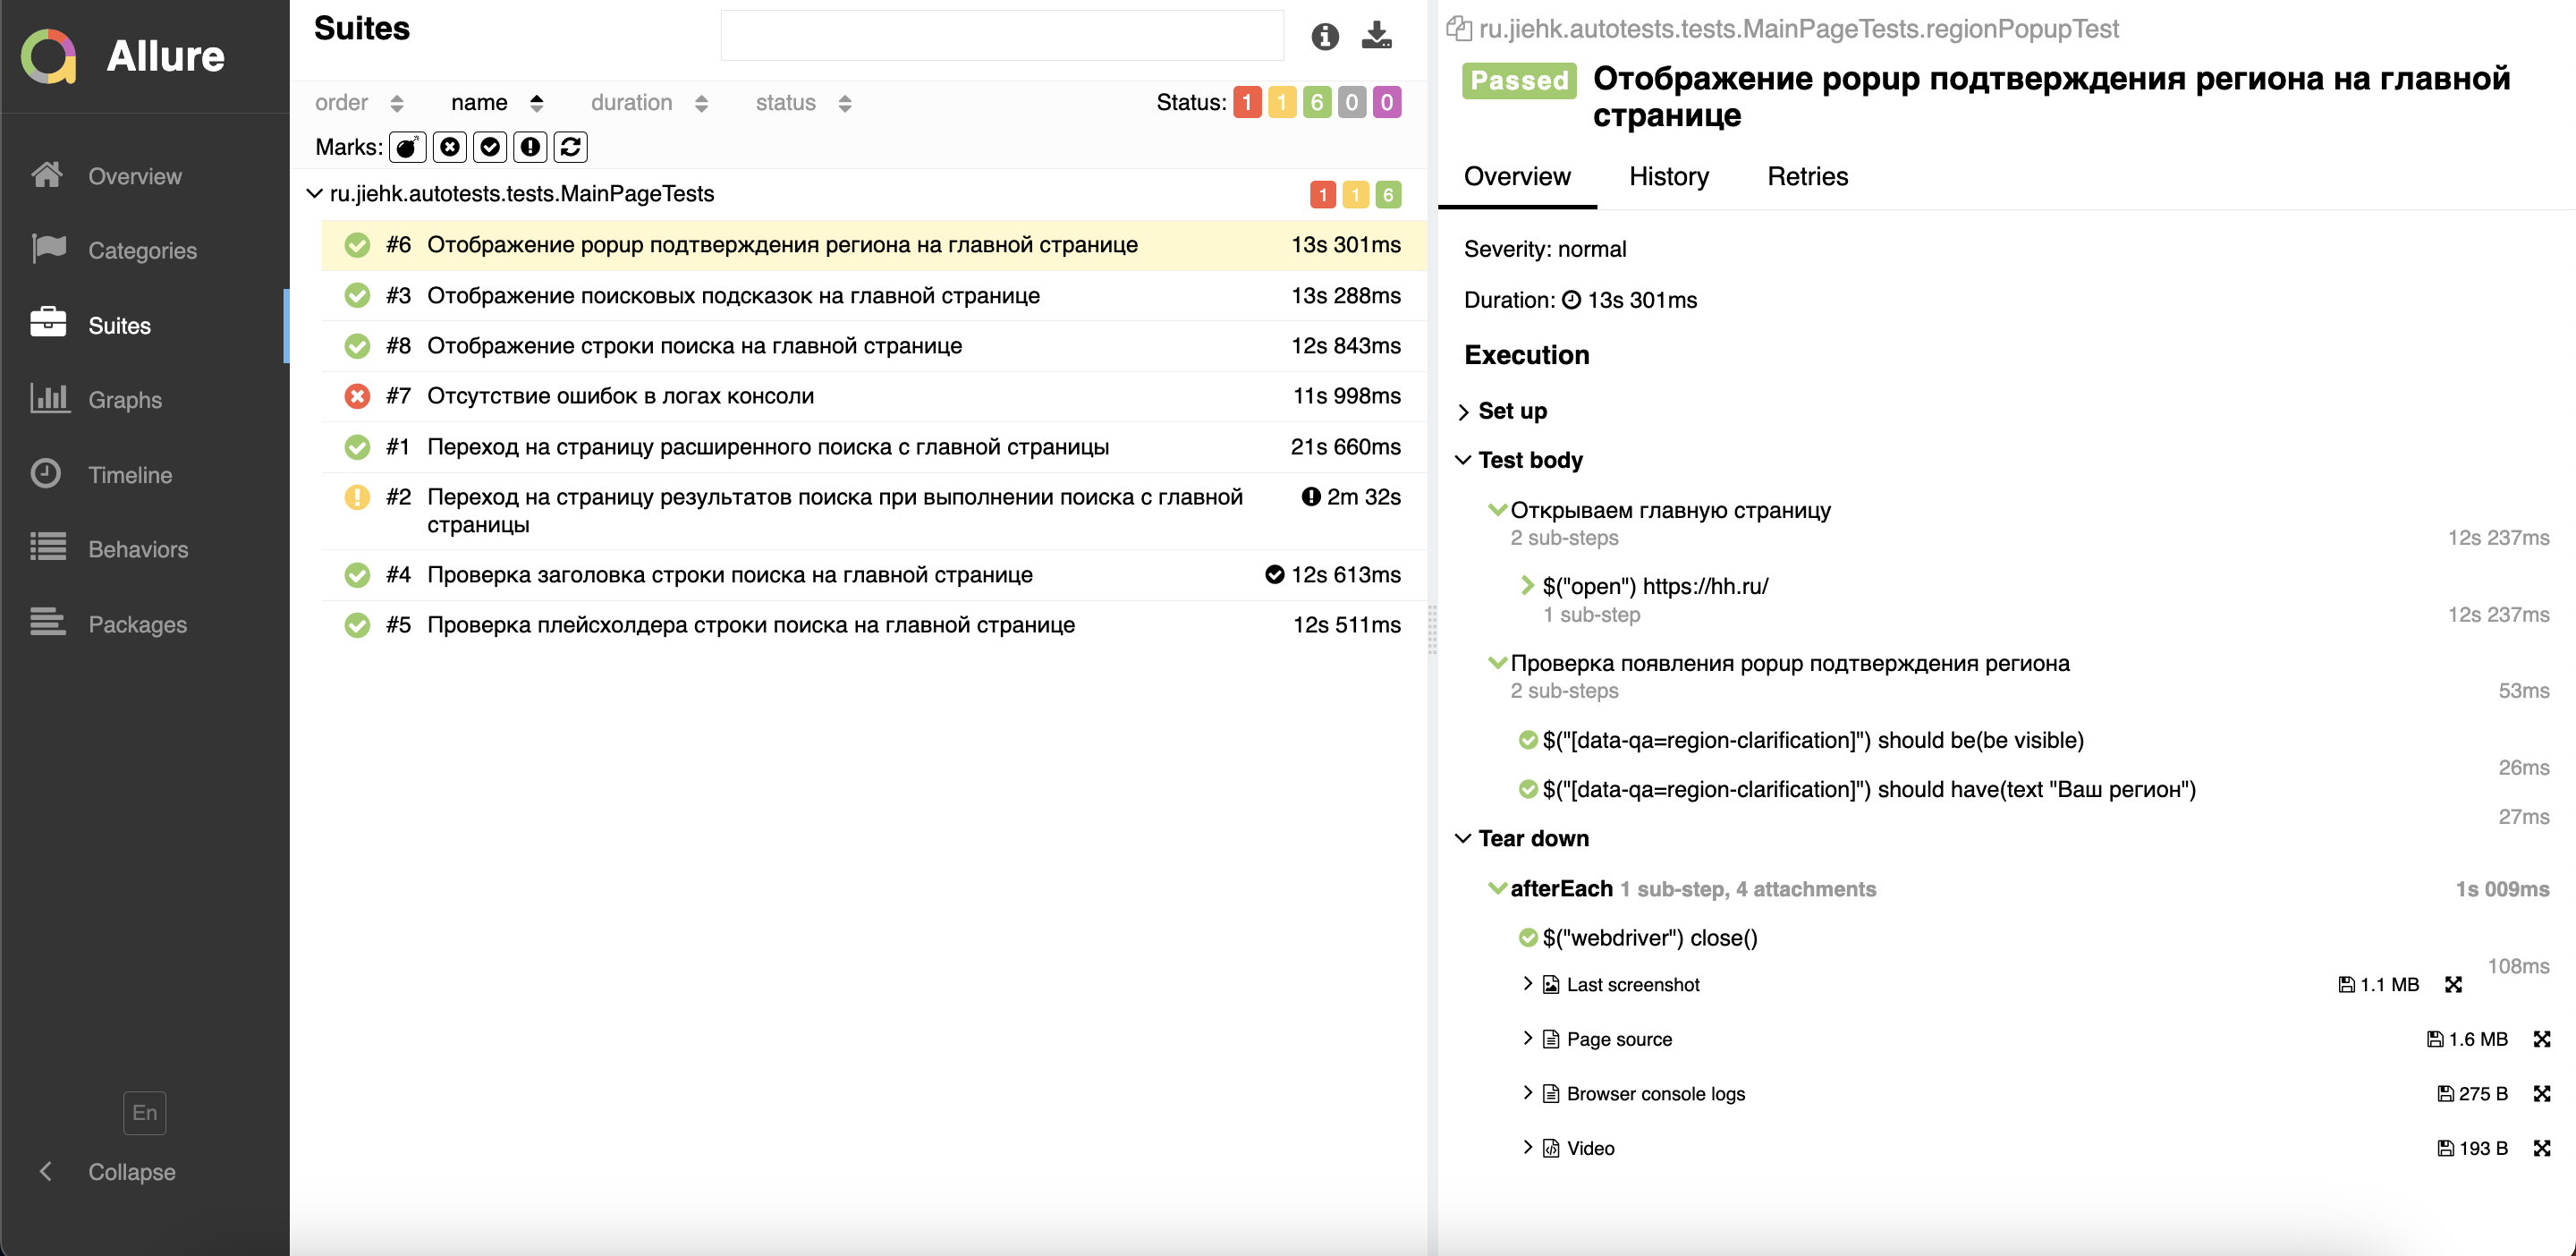 Allure
Overview
Categories
Suites
Graphs
Timeline
Behaviors
Packages
En
Collapse
Suites
order name duration status Status: 1 1 6 0 0
Marks:
ru.jiehk.autotests.tests.MainPageTests 1 1 6
#6 Отображение popup подтверждения региона на главной странице 13s 301ms
#3 Отображение поисковых подсказок на главной странице 13s 288ms
#8 Отображение строки поиска на главной странице 12s 843ms
#7 Отсутствие ошибок в логах консоли 11s 998ms
#1 Переход на страницу расширенного поиска с главной страницы 21s 660ms
#2 Переход на страницу результатов поиска при выполнении поиска с главной 2m 32s
страницы
#4 Проверка заголовка строки поиска на главной странице 12s 613ms
#5 Проверка плейсхолдера строки поиска на главной странице 12s 511ms
ru.jiehk.autotests.tests.MainPageTests.regionPopupTest
Passed Отображение popup подтверждения региона на главной
странице
Overview History Retries
Severity: normal
Duration: 13s 301ms
Execution
Set up
Test body
Открываем главную страницу
2 sub-steps 12s 237ms
$("open") https://hh.ru/
1 sub-step 12s 237ms
Проверка появления popup подтверждения региона
2 sub-steps 53ms
$("[data-qa=region-clarification]") should be(be visible)
26ms
$("[data-qa=region-clarification]") should have(text "Ваш регион")
27ms
Tear down
afterEach 1 sub-step, 4 attachments 1s 009ms
$("webdriver") close()
108ms
Last screenshot 1.1 MB
Page source 1.6 MB
Browser console logs 275 B
Video 193 B